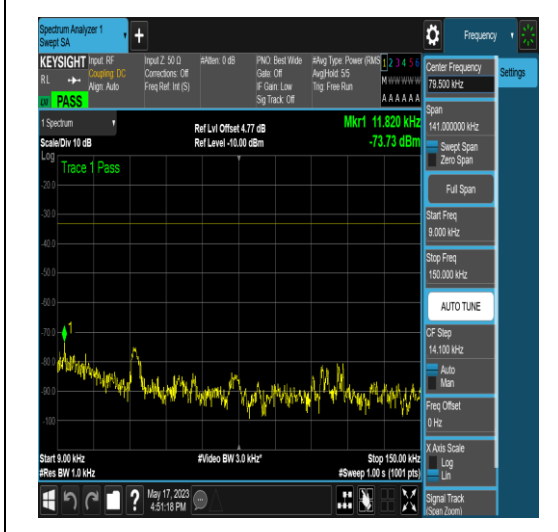 Spectrum Analyzer 1
Swept SA
+
Frequency
KEYSIGHT
Input: RF
Coupling: DC
Align: Auto
RL
Input Z: 50 Ω
Corrections: Off
Freq Ref: Int (S)
#Atten: 0 dB
PNO: Best Wide
Gate: Off
IF Gain: Low
Sig Track: Off
#Avg Type: Power (RMS
Avg|Hold: 5/5
Trig: Free Run
1 2 3 4 5 6
M W W W W W
A A A A A A
PASS
1 Spectrum
Scale/Div 10 dB
Ref Lvl Offset 4.77 dB
Ref Level -10.00 dBm
Mkr1 11.820 kHz
-73.73 dBm
Log
Trace 1 Pass
-20.0
-30.0
-40.0
-50.0
-60.0
-70.0
1
-80.0
-90.0
-100
Start 9.00 kHz
#Res BW 1.0 kHz
#Video BW 3.0 kHz*
Stop 150.00 kHz
#Sweep 1.00 s (1001 pts)
May 17, 2023
4:51:18 PM
?
Center Frequency
79.500 kHz
Settings
Span
141.000000 kHz
Swept Span
Zero Span
Full Span
Start Freq
9.000 kHz
Stop Freq
150.000 kHz
AUTO TUNE
CF Step
14.100 kHz
Auto
Man
Freq Offset
0 Hz
X Axis Scale
Log
Lin
Signal Track
(Span Zoom)